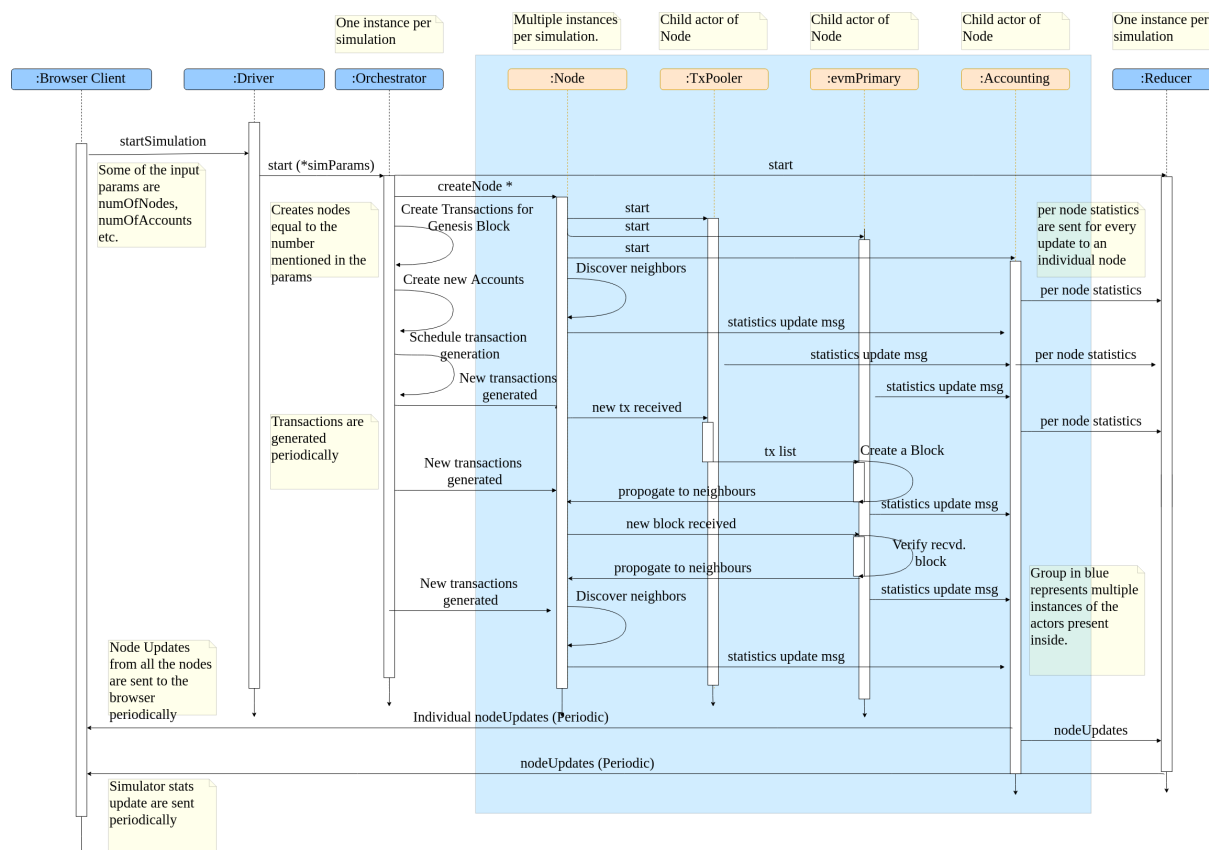 One instance per
simulation
Multiple instances
per simulation.
Child actor of
Node
Child actor of
Node
Child actor of
Node
One instance per
simulation
:Browser Client
:Driver
:Orchestrator
:Node
:TxPooler
:evmPrimary
:Accounting
:Reducer
startSimulation
start (*simParams)
start
Some of the input
params are
numOfNodes,
numOfAccounts
etc.
createNode *
Creates nodes
equal to the
number
mentioned in the
params
Create Transactions for
Genesis Block
start
start
start
per node statistics
are sent for every
update to an
individual node
Discover neighbors
Create new Accounts
per node statistics
statistics update msg
Schedule transaction
generation
statistics update msg
per node statistics
New transactions
generated
statistics update msg
new tx received
Transactions are
generated
periodically
per node statistics
tx list
Create a Block
New transactions
generated
propogate to neighbours
statistics update msg
new block received
Verify recvd.
block
propogate to neighbours
New transactions
generated
Discover neighbors
statistics update msg
Group in blue
represents multiple
instances of the
actors present
inside.
Node Updates
from all the nodes
are sent to the
browser
periodically
statistics update msg
Individual nodeUpdates (Periodic)
nodeUpdates
nodeUpdates (Periodic)
Simulator stats
update are sent
periodically